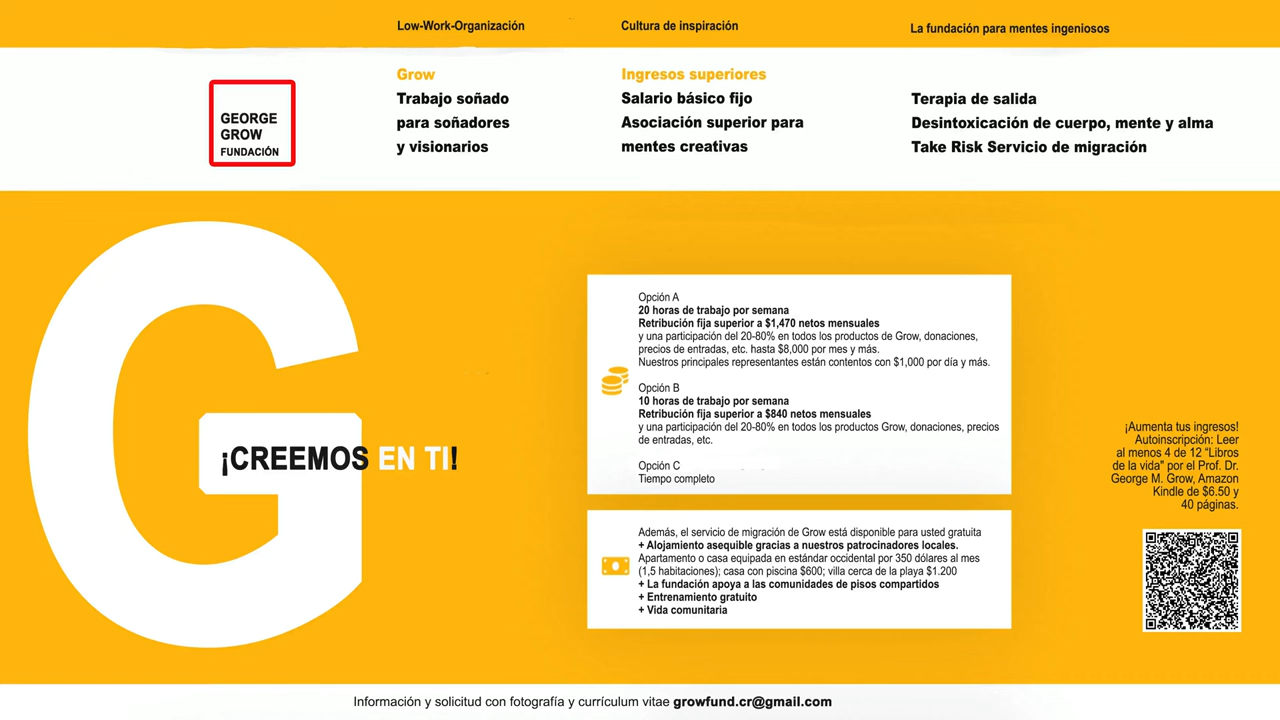 Low-Work-Organización
Cultura de inspiración
La fundación para mentes ingeniosos
GEORGE
GROW
FUNDACIÓN
Grow
Trabajo soñado
para soñadores
y visionarios
Ingresos superiores
Salario básico fijo
Asociación superior para
mentes creativas
Terapia de salida
Desintoxicación de cuerpo, mente y alma
Take Risk Servicio de migración
¡CREEMOS EN TI!
Opción A
20 horas de trabajo por semana
Retribución fija superior a $1,470 netos mensuales
y una participación del 20-80% en todos los productos de Grow, donaciones,
precios de entradas, etc. hasta $8,000 por mes y más.
Nuestros principales representantes están contentos con $1,000 por día y más.
Opción B
10 horas de trabajo por semana
Retribución fija superior a $840 netos mensuales
y una participación del 20-80% en todos los productos Grow, donaciones, precios
de entradas, etc.
Opción C
Tiempo completo
Además, el servicio de migración de Grow está disponible para usted gratuita
+ Alojamiento asequible gracias a nuestros patrocinadores locales.
Apartamento o casa equipada en estándar occidental por 350 dólares al mes
(1,5 habitaciones); casa con piscina $600; villa cerca de la playa $1.200
+ La fundación apoya a las comunidades de pisos compartidos
+ Entrenamiento gratuito
+ Vida comunitaria
¡Aumenta tus ingresos!
Autoinscripción: Leer
al menos 4 de 12 “Libros
de la vida” por el Prof. Dr.
George M. Grow, Amazon
Kindle de $6.50 y
40 páginas.
Información y solicitud con fotografía y currículum vitae growfund.cr@gmail.com